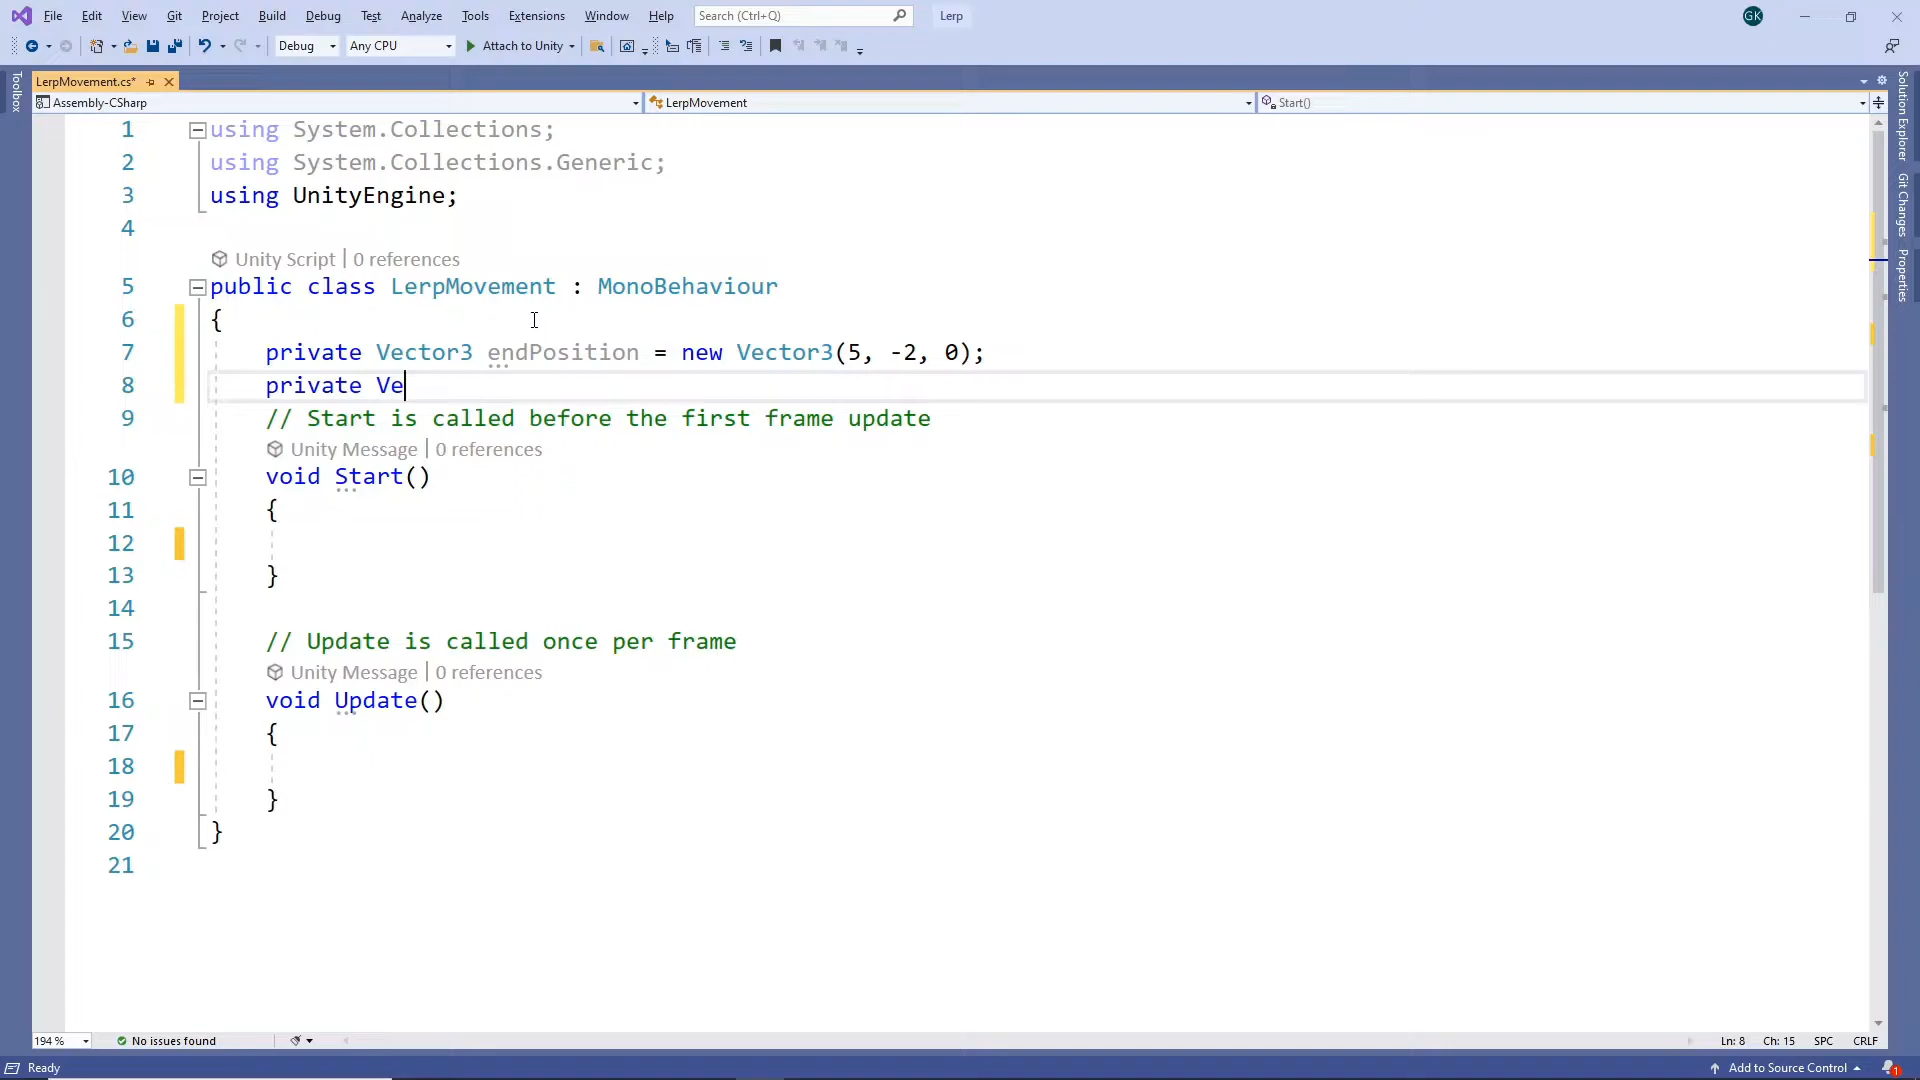 File Edit View Git Project Build Debug Test Analyze Tools Extensions Window Help Search (Ctrl+Q) Lerp GK
Debug Any CPU Attach to Unity
LerpMovement.cs*
Assembly-CSharp LerpMovement Start()
1 using System.Collections;
2 using System.Collections.Generic;
3 using UnityEngine;
4
Unity Script | 0 references
5 public class LerpMovement : MonoBehaviour
6 {
7 private Vector3 endPosition = new Vector3(5, -2, 0);
8 private Ve
9 // Start is called before the first frame update
Unity Message | 0 references
10 void Start()
11 {
12
13 }
14
15 // Update is called once per frame
Unity Message | 0 references
16 void Update()
17 {
18
19 }
20 }
21
Toolbox
Solution Explorer
Git Changes
Properties
194 % No issues found Ln: 8 Ch: 15 SPC CRLF
Ready Add to Source Control 1